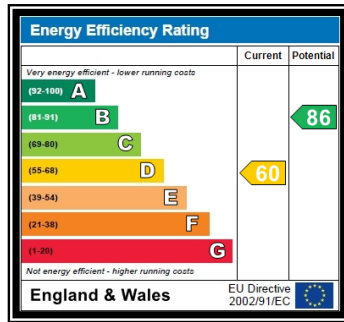 Energy Efficiency Rating
Current Potential
Very energy efficient - lower running costs
(92-100) A
(81-91) B
86
(69-80) C
(55-68) D
60
(39-54) E
(21-38) F
(1-20) G
Not energy efficient - higher running costs
England & Wales
EU Directive
2002/91/EC